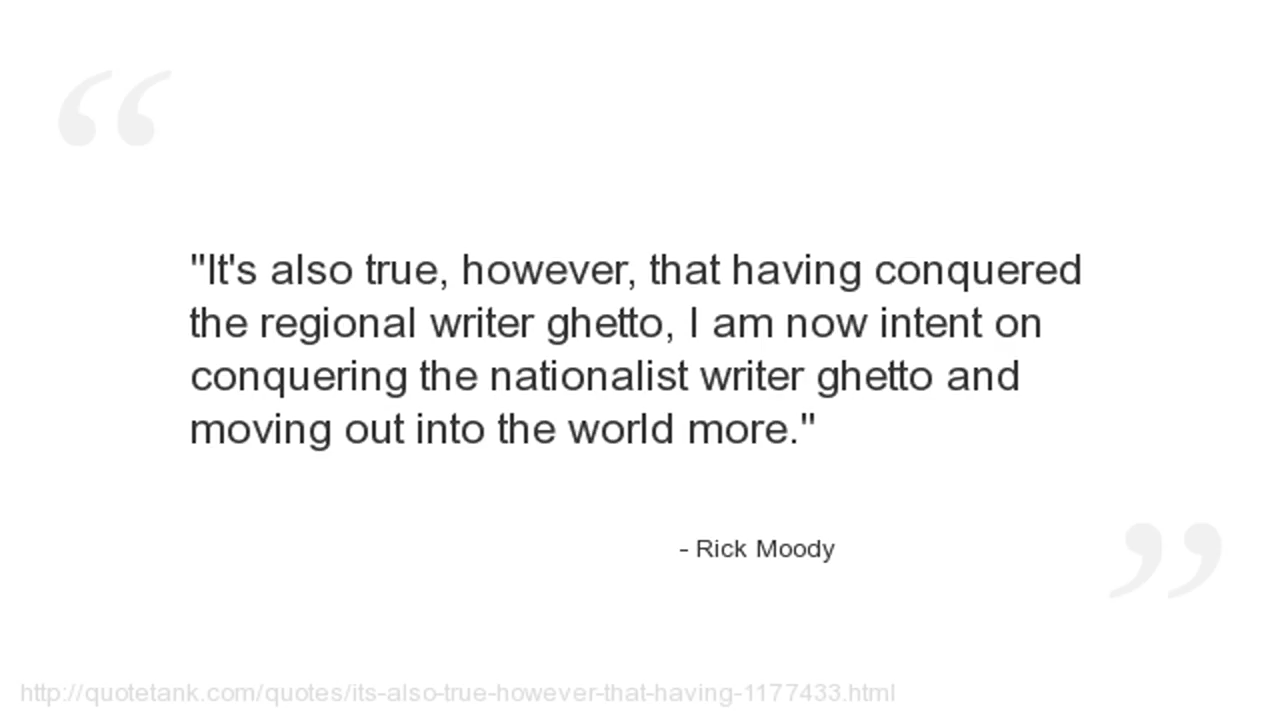 "It's also true, however, that having conquered
the regional writer ghetto, I am now intent on
conquering the nationalist writer ghetto and
moving out into the world more."
- Rick Moody
http://quotetank.com/quotes/its-also-true-however-that-having-1177433.html